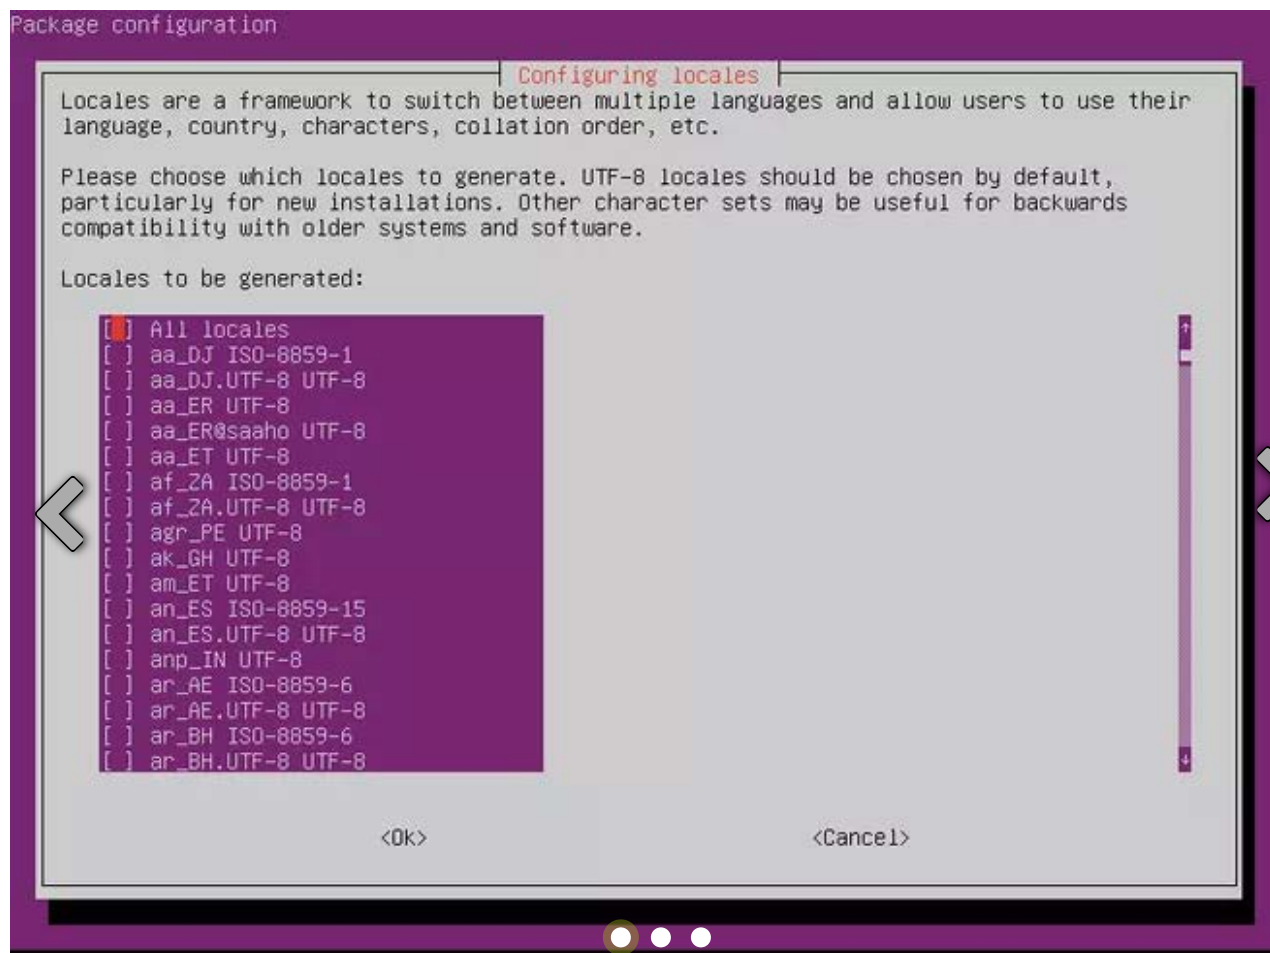 Package configuration
Configuring locales
Locales are a framework to switch between multiple languages and allow users to use their
language, country, characters, collation order, etc.
Please choose which locales to generate. UTF-8 locales should be chosen by default,
particularly for new installations. Other character sets may be useful for backwards
compatibility with older systems and software.
Locales to be generated:
[ ] All locales
[ ] aa_DJ ISO-8859-1
[ ] aa_DJ.UTF-8 UTF-8
[ ] aa_ER UTF-8
[ ] aa_ER@saaho UTF-8
[ ] aa_ET UTF-8
[ ] af_ZA ISO-8859-1
[ ] af_ZA.UTF-8 UTF-8
[ ] agr_PE UTF-8
[ ] ak_GH UTF-8
[ ] am_ET UTF-8
[ ] an_ES ISO-8859-15
[ ] an_ES.UTF-8 UTF-8
[ ] anp_IN UTF-8
[ ] ar_AE ISO-8859-6
[ ] ar_AE.UTF-8 UTF-8
[ ] ar_BH ISO-8859-6
[ ] ar_BH.UTF-8 UTF-8
<Ok> <Cancel>